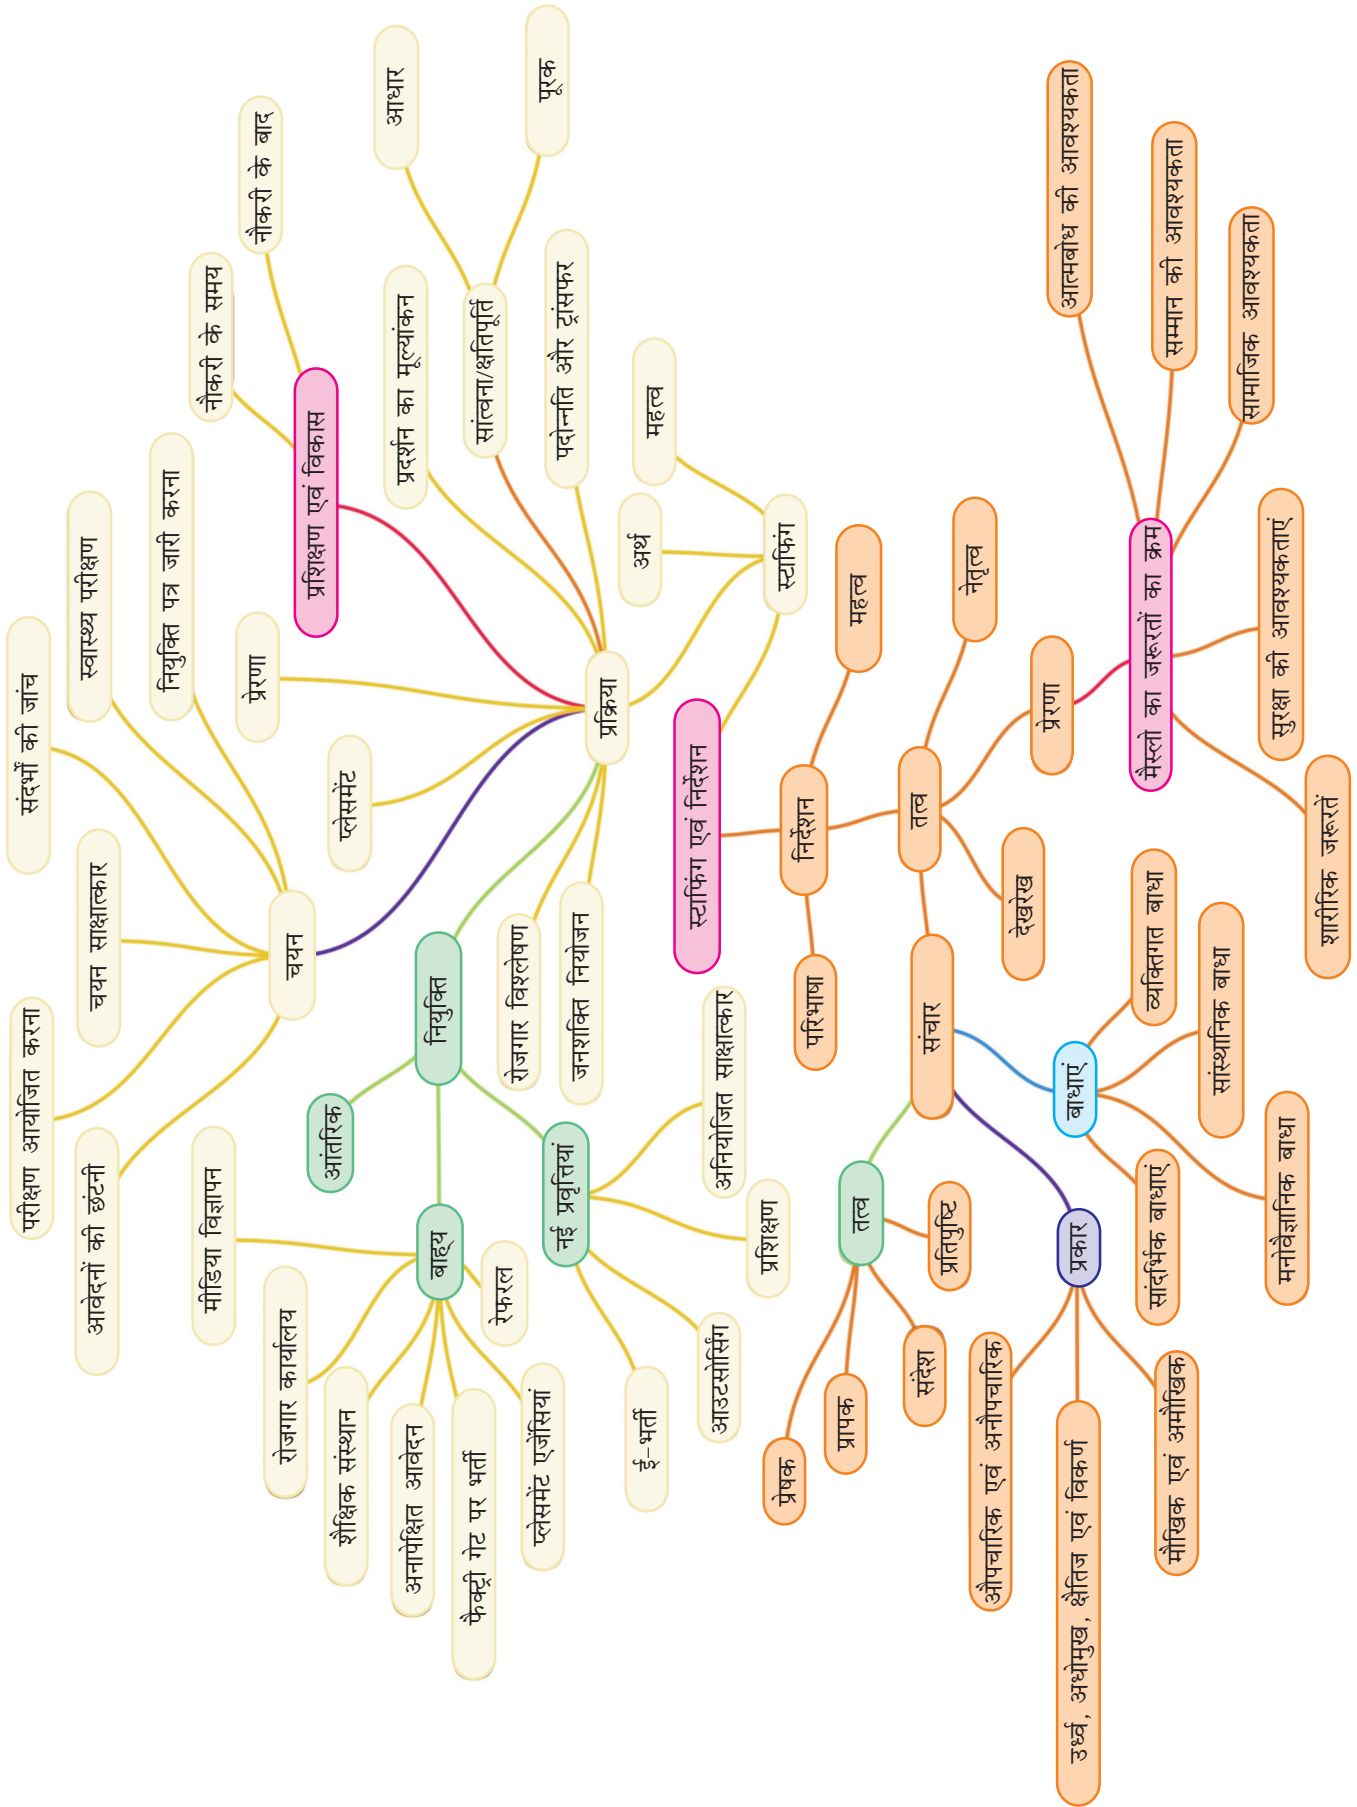 स्टाफिंग एवं निर्देशन
स्टाफिंग
अर्थ
महत्व
प्रक्रिया
जनशक्ति नियोजन
रोजगार विश्लेषण
नियुक्ति
आंतरिक
बाह्य
मीडिया विज्ञापन
रोजगार कार्यालय
शैक्षिक संस्थान
अनापेक्षित आवेदन
फैक्ट्री गेट पर भर्ती
प्लेसमेंट एजेंसियां
रेफरल
नई प्रवृत्तियां
ई-भर्ती
आउटसोर्सिंग
प्रशिक्षण
अनियोजित साक्षात्कार
चयन
आवेदनों की छंटनी
परीक्षण आयोजित करना
चयन साक्षात्कार
संदर्भों की जांच
स्वास्थ्य परीक्षण
नियुक्ति पत्र जारी करना
प्लेसमेंट
प्रेरणा
प्रशिक्षण एवं विकास
नौकरी के समय
नौकरी के बाद
प्रदर्शन का मूल्यांकन
सांत्वना/क्षतिपूर्ति
आधार
पूरक
पदोन्नति और ट्रांसफर
निर्देशन
परिभाषा
महत्व
तत्व
देखरेख
प्रेरणा
नेतृत्व
मैस्लो का जरूरतों का क्रम
आत्मबोध की आवश्यकता
सम्मान की आवश्यकता
सामाजिक आवश्यकता
सुरक्षा की आवश्यकताएं
शारीरिक जरूरतें
संचार
तत्व
प्रेषक
प्रापक
संदेश
प्रतिपुष्टि
प्रकार
औपचारिक एवं अनौपचारिक
उर्ध्व, अधोमुख, क्षैतिज एवं विकर्ण
मौखिक एवं अमौखिक
बाधाएं
सांदर्भिक बाधाएं
मनोवैज्ञानिक बाधा
सांस्थानिक बाधा
व्यक्तिगत बाधा